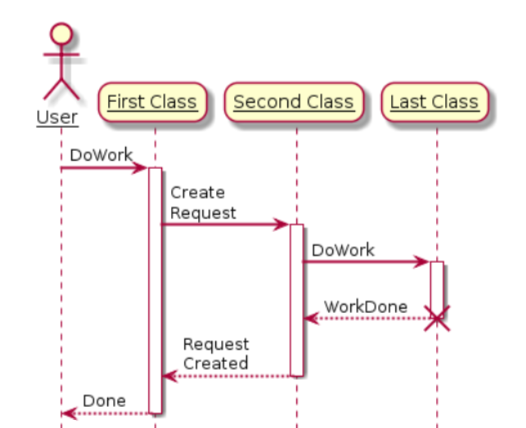 First Class
Second Class
Last Class
User
DoWork
Create
Request
DoWork
WorkDone
Request
Created
Done